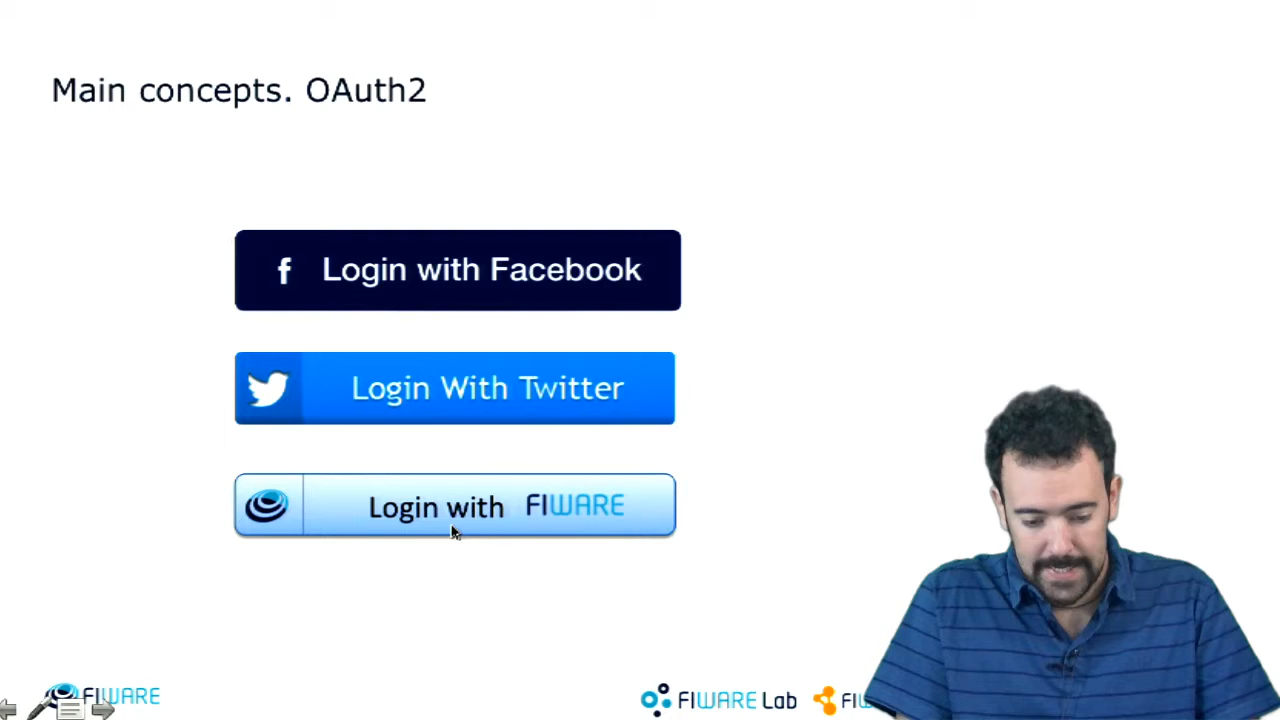 Main concepts. OAuth2
f Login with Facebook
Login With Twitter
Login with FIWARE
FIWARE
FIWARE Lab